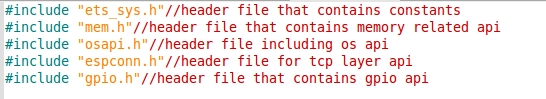 #include "ets_sys.h"//header file that contains constants
#include "mem.h"//header file that contains memory related api
#include "osapi.h"//header file including os api
#include "espconn.h"//header file for tcp layer api
#include "gpio.h"//header file that contains gpio api